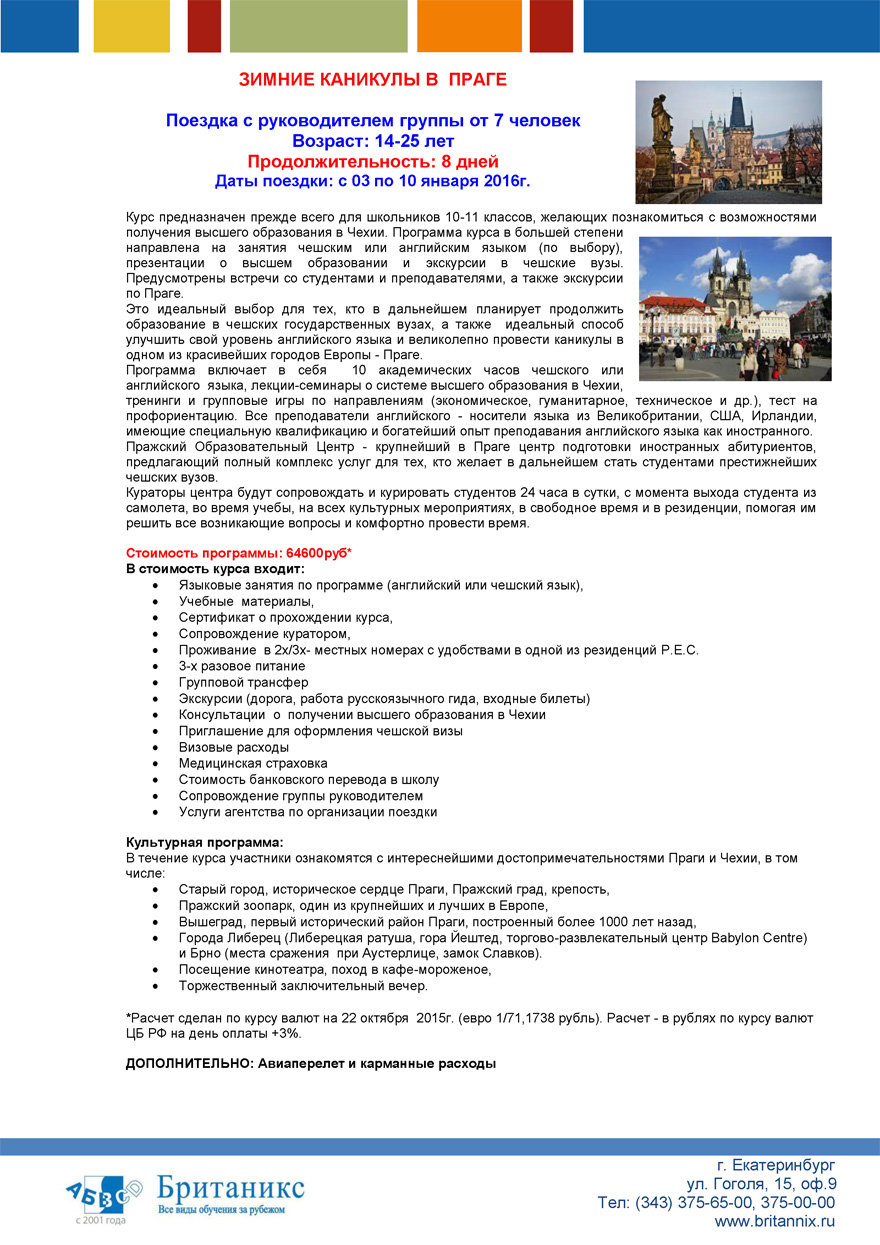 ЗИМНИЕ КАНИКУЛЫ В ПРАГЕ
Поездка с руководителем группы от 7 человек
Возраст: 14-25 лет
Продолжительность: 8 дней
Даты поездки: с 03 по 10 января 2016г.
Курс предназначен прежде всего для школьников 10-11 классов, желающих познакомиться с возможностями
получения высшего образования в Чехии. Программа курса в большей степени
направлена на занятия чешским или английским языком (по выбору),
презентации о высшем образовании и экскурсии в чешские вузы.
Предусмотрены встречи со студентами и преподавателями, а также экскурсии
по Праге.
Это идеальный выбор для тех, кто в дальнейшем планирует продолжить
образование в чешских государственных вузах, а также идеальный способ
улучшить свой уровень английского языка и великолепно провести каникулы в
одном из красивейших городов Европы - Праге.
Программа включает в себя 10 академических часов чешского или
английского языка, лекции-семинары о системе высшего образования в Чехии,
тренинги и групповые игры по направлениям (экономическое, гуманитарное, техническое и др.), тест на
профориентацию. Все преподаватели английского - носители языка из Великобритании, США, Ирландии,
имеющие специальную квалификацию и богатейший опыт преподавания английского языка как иностранного.
Пражский Образовательный Центр - крупнейший в Праге центр подготовки иностранных абитуриентов,
предлагающий полный комплекс услуг для тех, кто желает в дальнейшем стать студентами престижнейших
чешских вузов.
Кураторы центра будут сопровождать и курировать студентов 24 часа в сутки, с момента выхода студента из
самолета, во время учебы, на всех культурных мероприятиях, в свободное время и в резиденции, помогая им
решить все возникающие вопросы и комфортно провести время.
Стоимость программы: 64600руб*
В стоимость курса входит:
• Языковые занятия по программе (английский или чешский язык),
• Учебные материалы,
• Сертификат о прохождении курса,
• Сопровождение куратором,
• Проживание в 2х/3х- местных номерах с удобствами в одной из резиденций P.E.C.
• 3-х разовое питание
• Групповой трансфер
• Экскурсии (дорога, работа русскоязычного гида, входные билеты)
• Консультации о получении высшего образования в Чехии
• Приглашение для оформления чешской визы
• Визовые расходы
• Медицинская страховка
• Стоимость банковского перевода в школу
• Сопровождение группы руководителем
• Услуги агентства по организации поездки
Культурная программа:
В течение курса участники ознакомятся с интереснейшими достопримечательностями Праги и Чехии, в том
числе:
• Старый город, историческое сердце Праги, Пражский град, крепость,
• Пражский зоопарк, один из крупнейших и лучших в Европе,
• Вышеград, первый исторический район Праги, построенный более 1000 лет назад,
• Города Либерец (Либерецкая ратуша, гора Йештед, торгово-развлекательный центр Babylon Centre)
и Брно (места сражения при Аустерлице, замок Славков).
• Посещение кинотеатра, поход в кафе-мороженое,
• Торжественный заключительный вечер.
*Расчет сделан по курсу валют на 22 октября 2015г. (евро 1/71,1738 рубль). Расчет - в рублях по курсу валют
ЦБ РФ на день оплаты +3%.
ДОПОЛНИТЕЛЬНО: Авиаперелет и карманные расходы
АБВCD
Британикс
Все виды обучения за рубежом
с 2001 года
г. Екатеринбург
ул. Гоголя, 15, оф.9
Тел: (343) 375-65-00, 375-00-00
www.britannix.ru